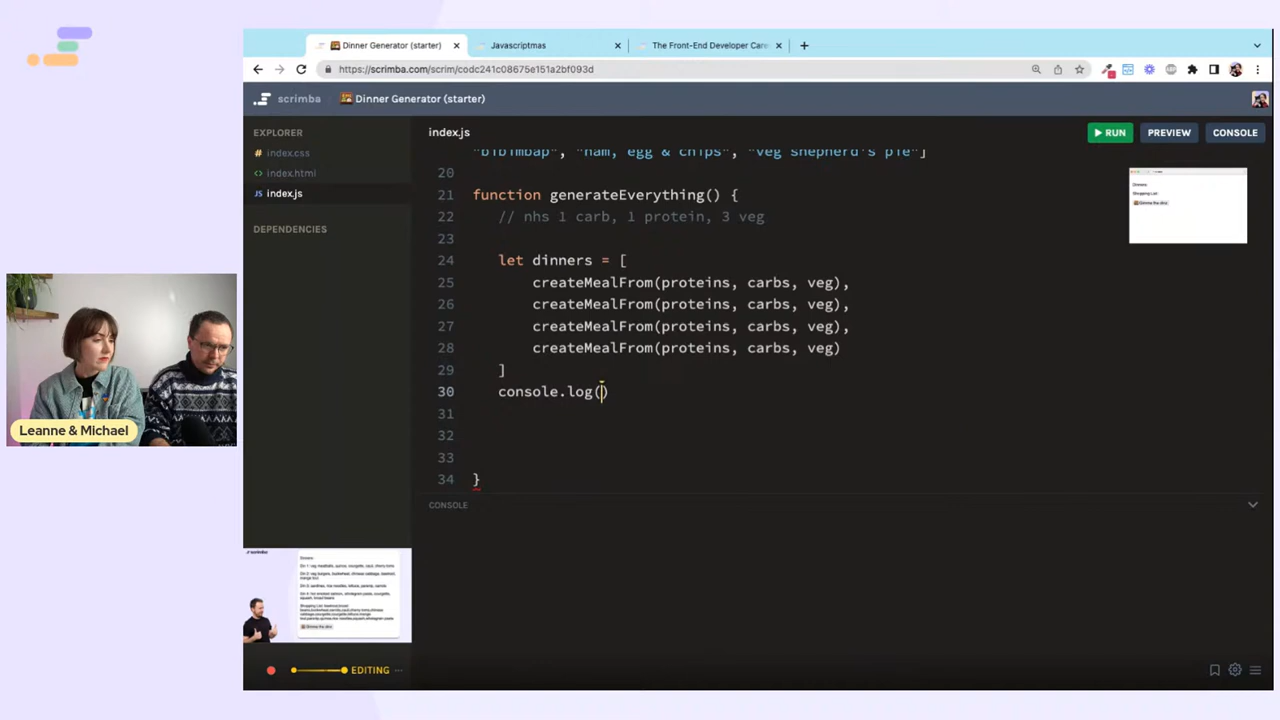 Dinner Generator (starter)
Javascriptmas
The Front-End Developer Care
https://scrimba.com/scrim/codc241c08675e151a2bf093d
scrimba
Dinner Generator (starter)
EXPLORER
index.css
index.html
JS index.js
DEPENDENCIES
index.js
RUN
PREVIEW
CONSOLE
"bibimbap", "ham, egg & chips", "veg shepherd's pie"]
20
21 function generateEverything() {
22 // nhs 1 carb, 1 protein, 3 veg
23
24 let dinners = [
25 createMealFrom(proteins, carbs, veg),
26 createMealFrom(proteins, carbs, veg),
27 createMealFrom(proteins, carbs, veg),
28 createMealFrom(proteins, carbs, veg)
29 ]
30 console.log()
31
32
33
34 }
CONSOLE
Leanne & Michael
EDITING